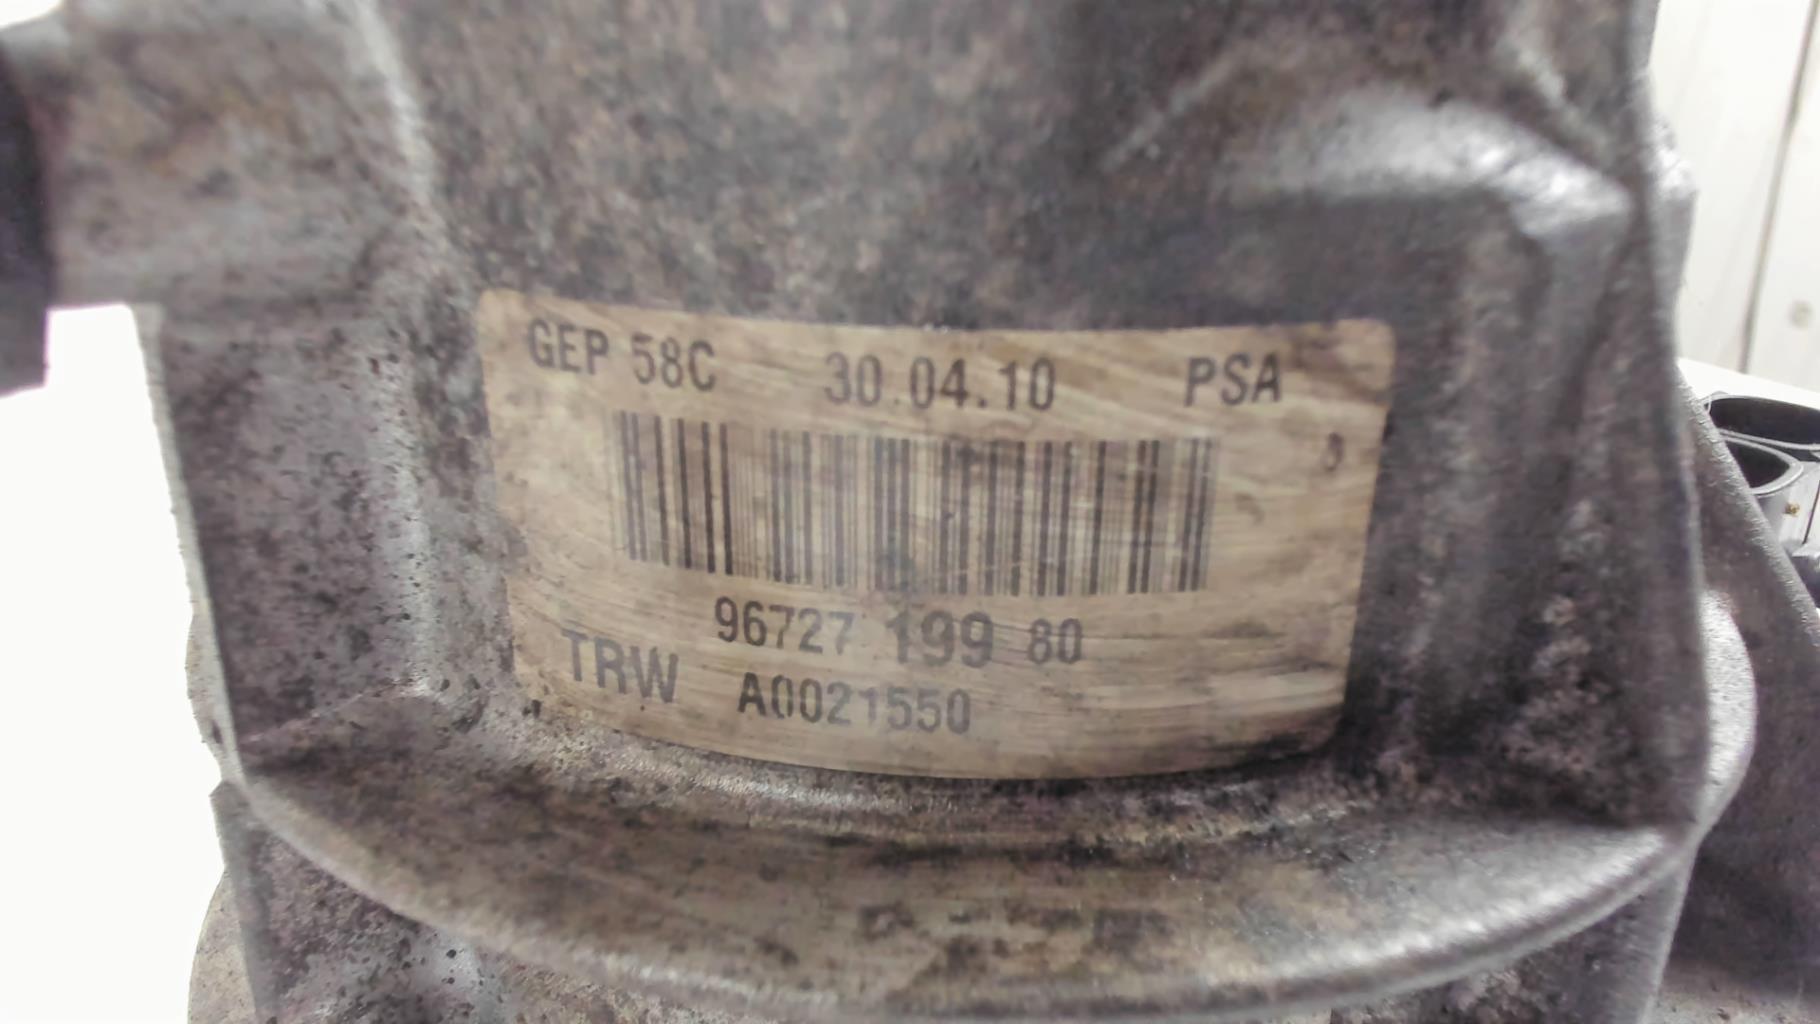 GEP 58C 30.04.10 PSA
96727 199 80
TRW A0021550